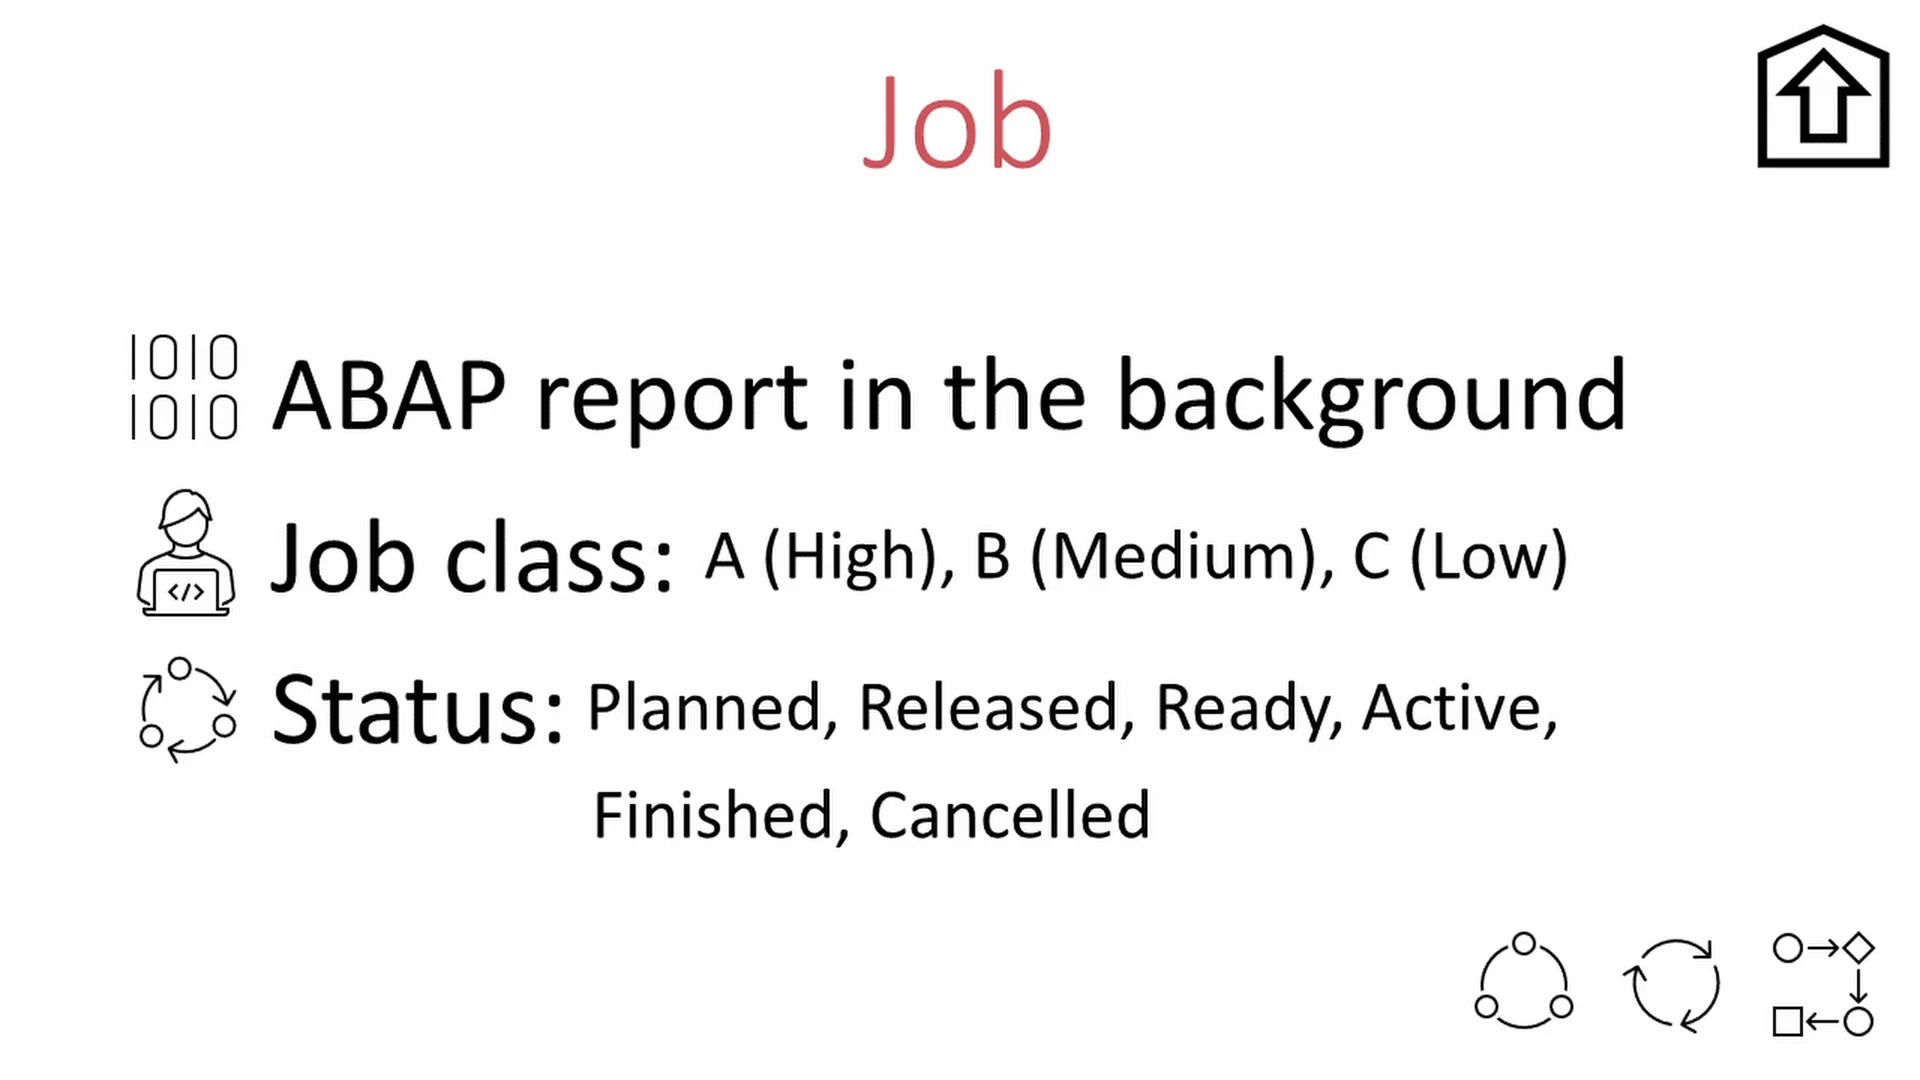 Job
1010
1010
ABAP report in the background
</>
Job class: A (High), B (Medium), C (Low)
Status: Planned, Released, Ready, Active,
Finished, Cancelled